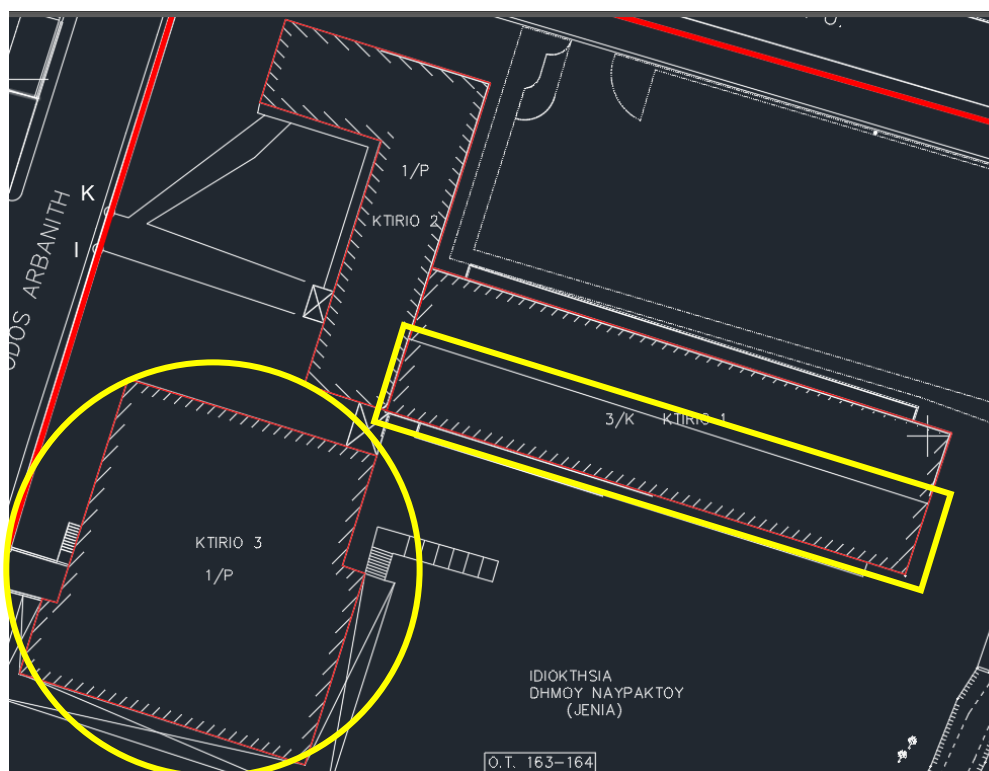 K
I
ODOS ARBANITH
1/P
KTIRIO 2
3/K KTIRIO 1
KTIRIO 3
1/P
IDIOKTHSIA
DHMOY NAYPAKTOY
(JENIA)
O.T. 163-164